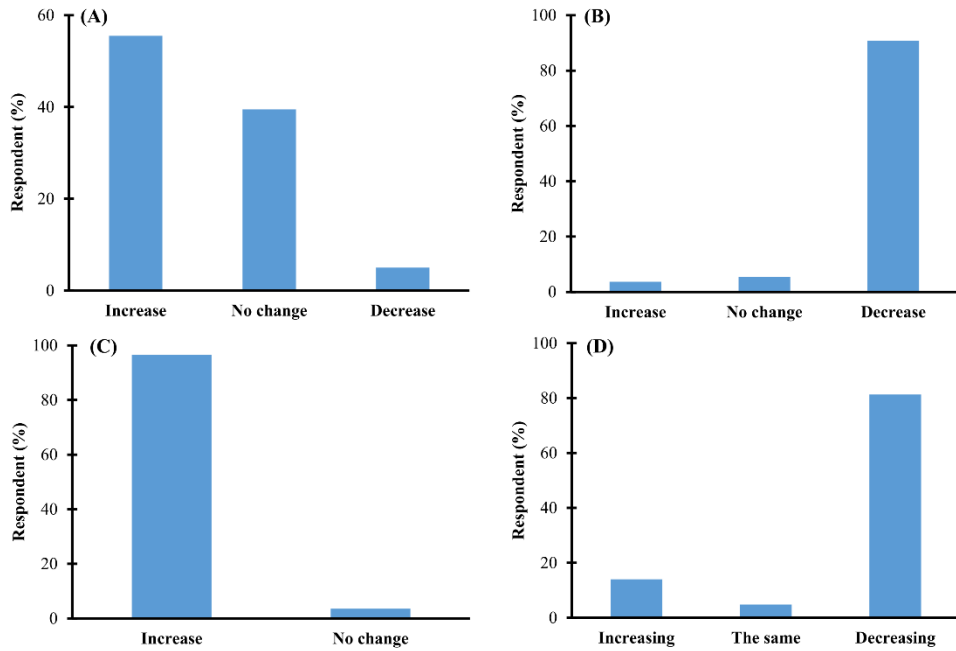 (A)
Respondent (%)
60
40
20
0
Increase No change Decrease
(B)
Respondent (%)
100
80
60
40
20
0
Increase No change Decrease
(C)
Respondent (%)
100
80
60
40
20
0
Increase No change
(D)
Respondent (%)
100
80
60
40
20
0
Increasing The same Decreasing